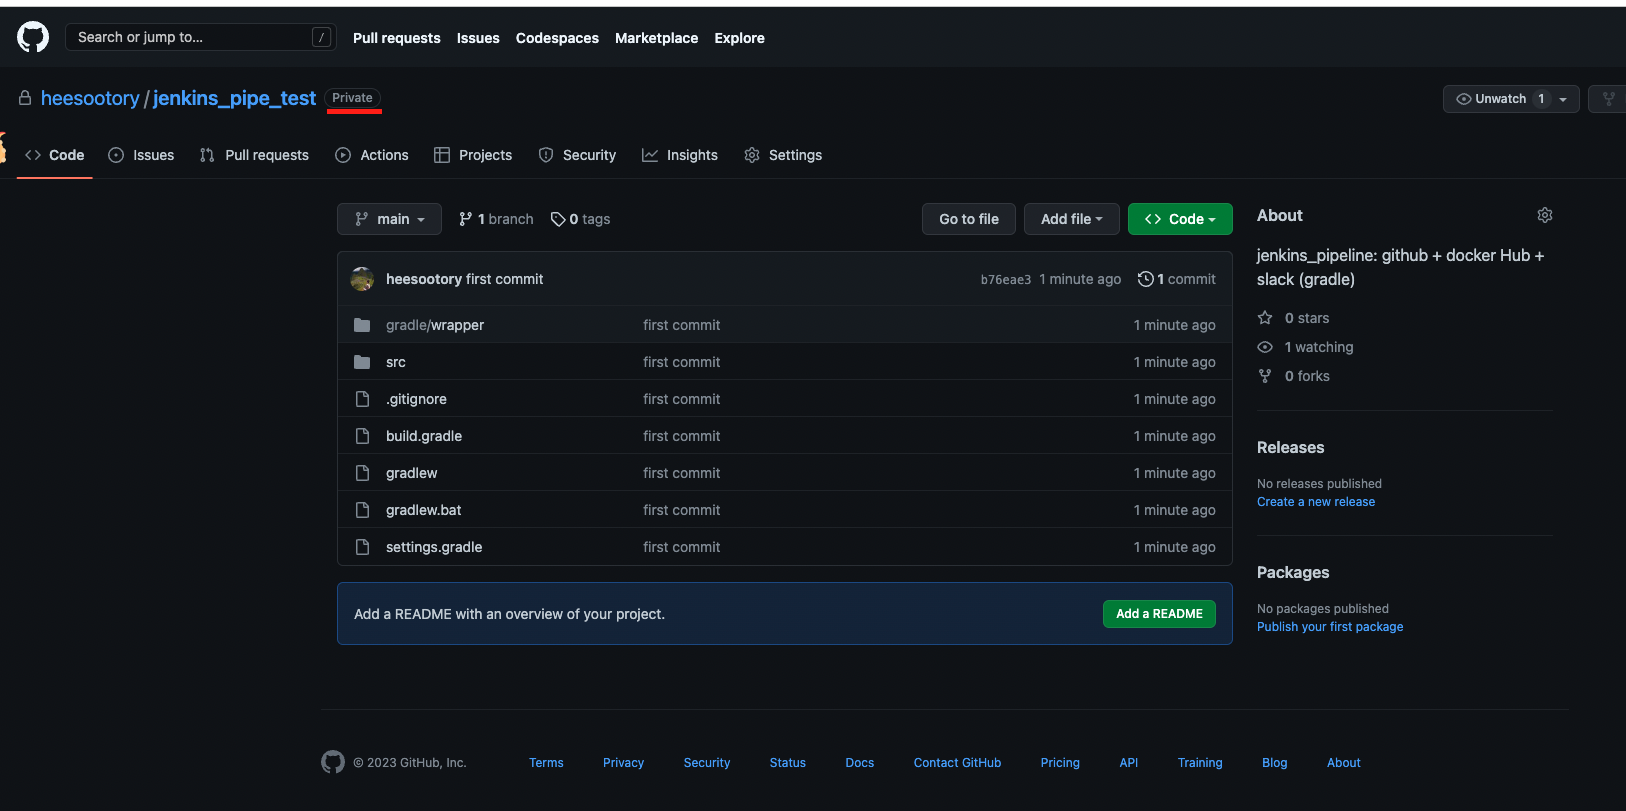 Search or jump to... /
Pull requests Issues Codespaces Marketplace Explore
heesootory / jenkins_pipe_test Private
Unwatch 1
Code Issues Pull requests Actions Projects Security Insights Settings
main 1 branch 0 tags Go to file Add file Code
heesootory first commit b76eae3 1 minute ago 1 commit
gradle/wrapper first commit 1 minute ago
src first commit 1 minute ago
.gitignore first commit 1 minute ago
build.gradle first commit 1 minute ago
gradlew first commit 1 minute ago
gradlew.bat first commit 1 minute ago
settings.gradle first commit 1 minute ago
Add a README with an overview of your project. Add a README
About
jenkins_pipeline: github + docker Hub +
slack (gradle)
0 stars
1 watching
0 forks
Releases
No releases published
Create a new release
Packages
No packages published
Publish your first package
© 2023 GitHub, Inc. Terms Privacy Security Status Docs Contact GitHub Pricing API Training Blog About